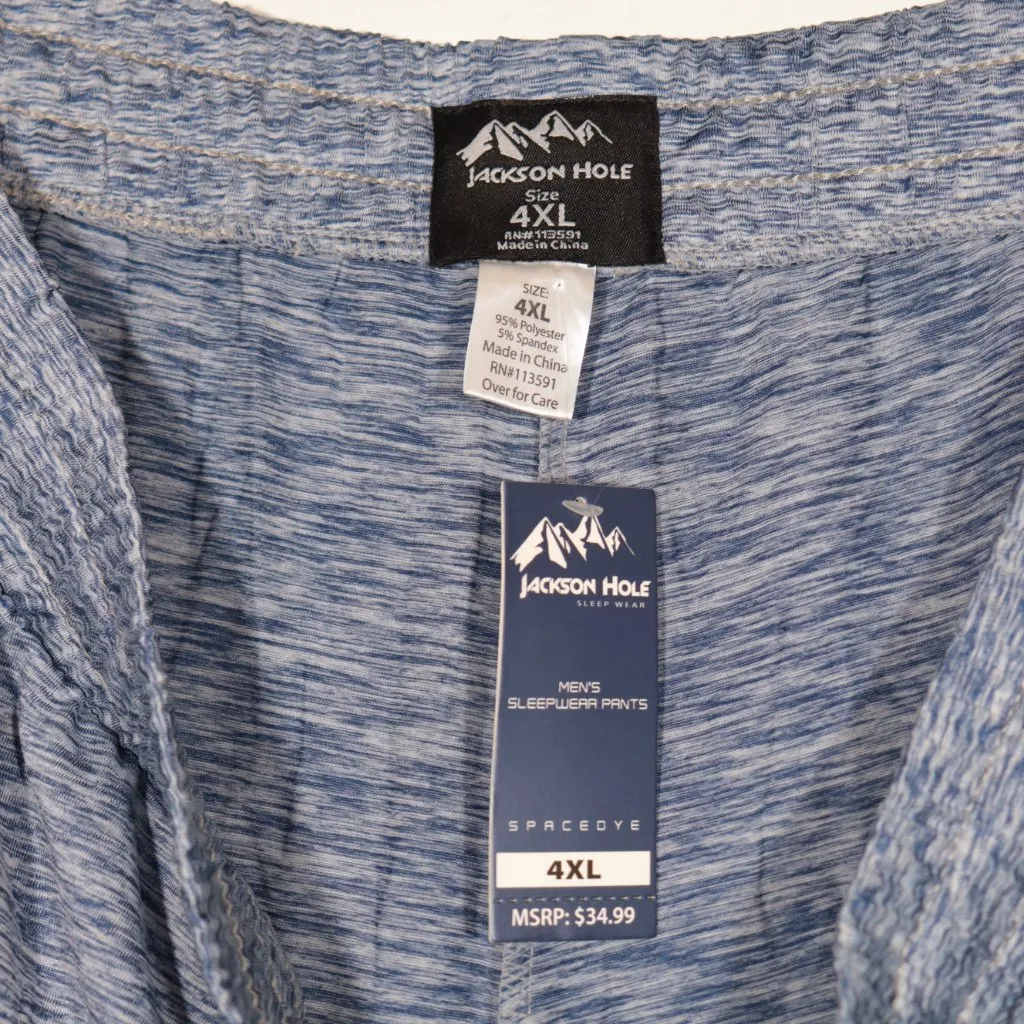 JACKSON HOLE
Size
4XL
RN#113591
Made in China
SIZE:
4XL
95% Polyester
5% Spandex
Made in China
RN#113591
Over for Care
JACKSON HOLE
SLEEP WEAR
MEN'S
SLEEPWEAR PANTS
SPACEDYE
4XL
MSRP: $34.99